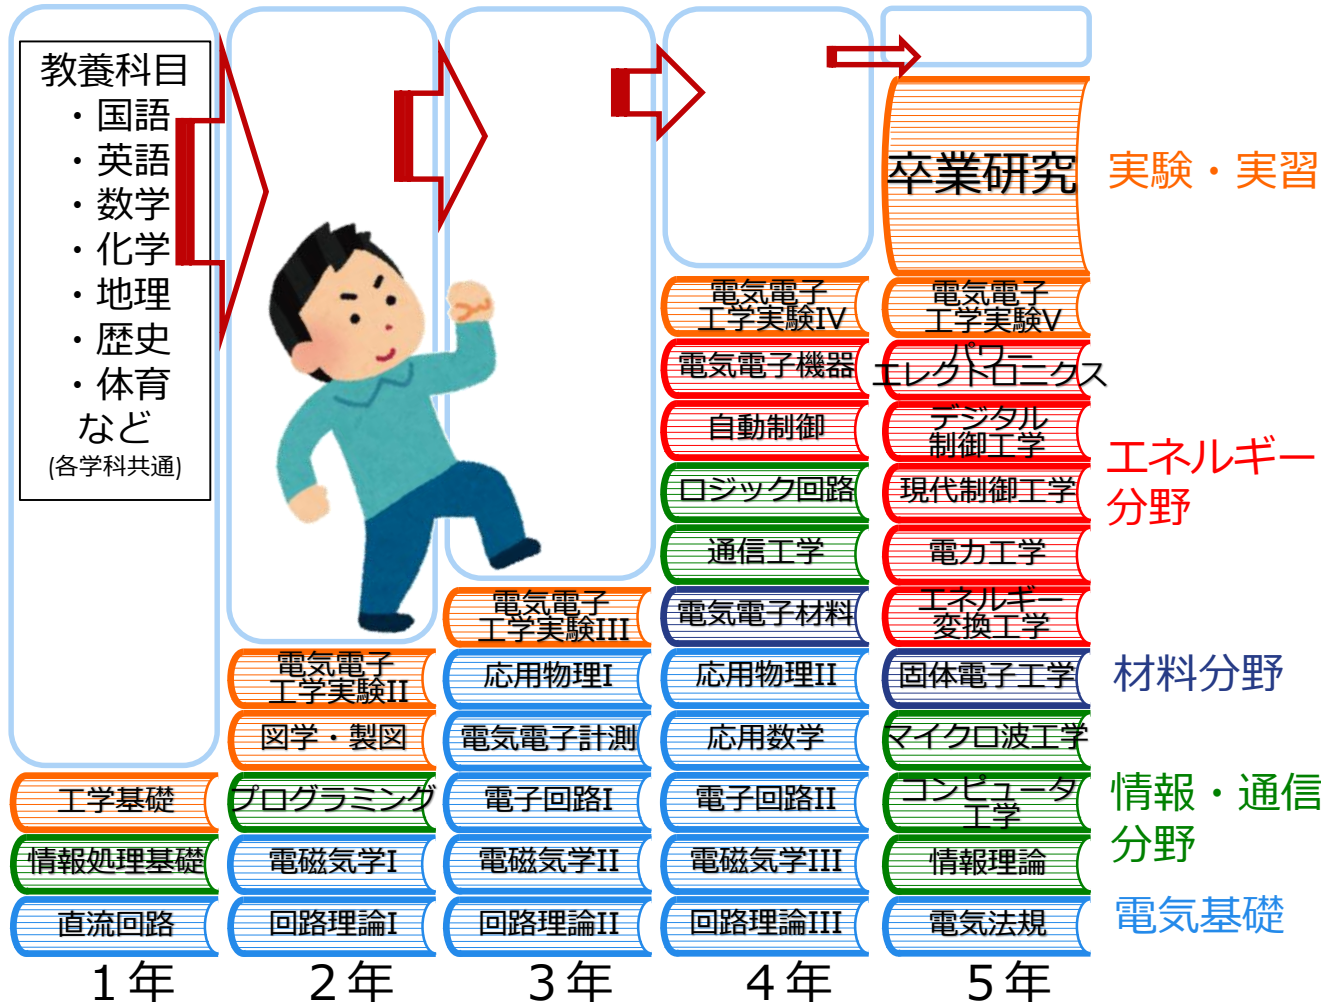 教養科目
・国語
・英語
・数学
・化学
・地理
・歴史
・体育
など
(各学科共通)
工学基礎
情報処理基礎
直流回路
1年
電気電子
工学実験II
図学・製図
プログラミング
電磁気学I
回路理論I
2年
電気電子
工学実験III
応用物理I
電気電子計測
電子回路I
電磁気学II
回路理論II
3年
電気電子
工学実験IV
電気電子機器
自動制御
ロジック回路
通信工学
電気電子材料
応用物理II
応用数学
電子回路II
電磁気学III
回路理論III
4年
卒業研究
電気電子
工学実験V
パワー
エレクトロニクス
デジタル
制御工学
現代制御工学
電力工学
エネルギー
変換工学
固体電子工学
マイクロ波工学
コンピュータ
工学
情報理論
電気法規
5年
実験・実習
エネルギー
分野
材料分野
情報・通信
分野
電気基礎